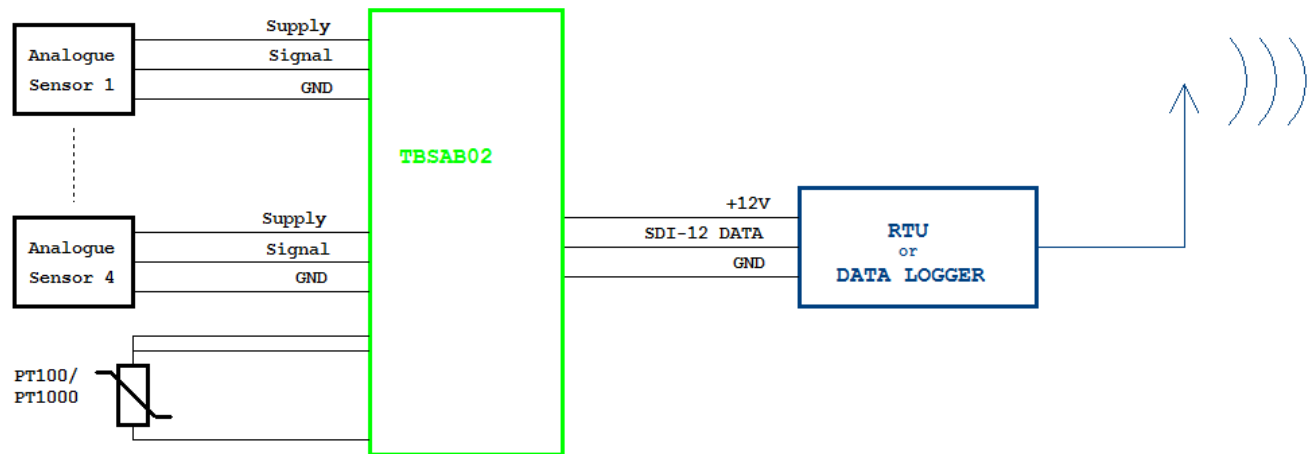 Supply
Analogue
Sensor 1
Signal
GND
TBSAB02
Supply
Analogue
Sensor 4
Signal
GND
PT100/
PT1000
+12V
SDI-12 DATA
GND
RTU
or
DATA LOGGER